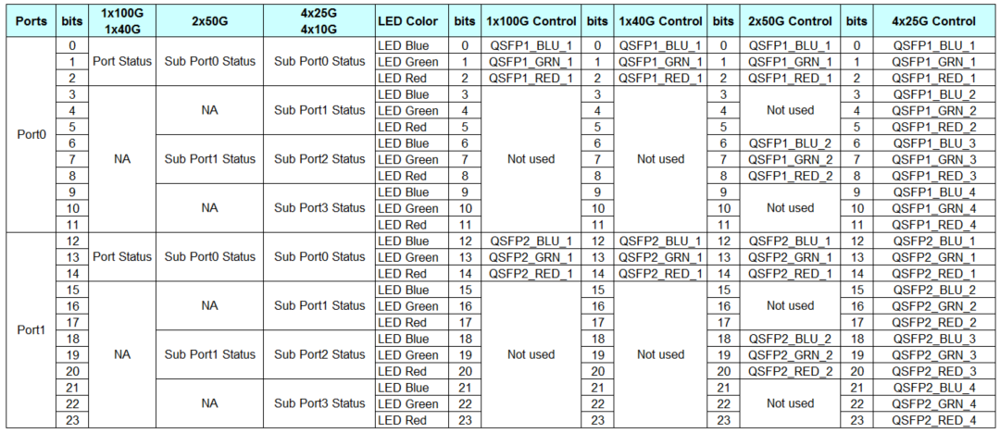 Ports bits 1x100G 1x40G 2x50G 4x25G 4x10G LED Color bits 1x100G Control bits 1x40G Control bits 2x50G Control bits 4x25G Control
Port0 0 Port Status Sub Port0 Status Sub Port0 Status LED Blue 0 QSFP1_BLU_1 0 QSFP1_BLU_1 0 QSFP1_BLU_1 0 QSFP1_BLU_1
1 LED Green 1 QSFP1_GRN_1 1 QSFP1_GRN_1 1 QSFP1_GRN_1 1 QSFP1_GRN_1
2 LED Red 2 QSFP1_RED_1 2 QSFP1_RED_1 2 QSFP1_RED_1 2 QSFP1_RED_1
3 NA NA Sub Port1 Status LED Blue 3 Not used 3 Not used 3 Not used 3 QSFP1_BLU_2
4 LED Green 4 4 4 4 QSFP1_GRN_2
5 LED Red 5 5 5 5 QSFP1_RED_2
6 Sub Port1 Status Sub Port2 Status LED Blue 6 6 6 QSFP1_BLU_2 6 QSFP1_BLU_3
7 LED Green 7 7 7 QSFP1_GRN_2 7 QSFP1_GRN_3
8 LED Red 8 8 8 QSFP1_RED_2 8 QSFP1_RED_3
9 NA Sub Port3 Status LED Blue 9 9 9 Not used 9 QSFP1_BLU_4
10 LED Green 10 10 10 10 QSFP1_GRN_4
11 LED Red 11 11 11 11 QSFP1_RED_4
Port1 12 Port Status Sub Port0 Status Sub Port0 Status LED Blue 12 QSFP2_BLU_1 12 QSFP2_BLU_1 12 QSFP2_BLU_1 12 QSFP2_BLU_1
13 LED Green 13 QSFP2_GRN_1 13 QSFP2_GRN_1 13 QSFP2_GRN_1 13 QSFP2_GRN_1
14 LED Red 14 QSFP2_RED_1 14 QSFP2_RED_1 14 QSFP2_RED_1 14 QSFP2_RED_1
15 NA NA Sub Port1 Status LED Blue 15 Not used 15 Not used 15 Not used 15 QSFP2_BLU_2
16 LED Green 16 16 16 16 QSFP2_GRN_2
17 LED Red 17 17 17 17 QSFP2_RED_2
18 Sub Port1 Status Sub Port2 Status LED Blue 18 18 18 QSFP2_BLU_2 18 QSFP2_BLU_3
19 LED Green 19 19 19 QSFP2_GRN_2 19 QSFP2_GRN_3
20 LED Red 20 20 20 QSFP2_RED_2 20 QSFP2_RED_3
21 NA Sub Port3 Status LED Blue 21 21 21 Not used 21 QSFP2_BLU_4
22 LED Green 22 22 22 22 QSFP2_GRN_4
23 LED Red 23 23 23 23 QSFP2_RED_4